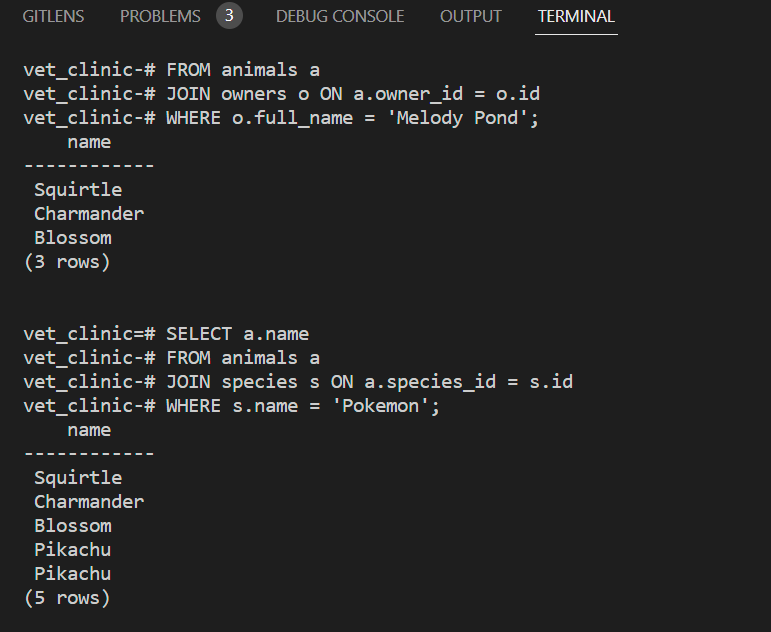 GITLENS PROBLEMS 3 DEBUG CONSOLE OUTPUT TERMINAL
vet_clinic-# FROM animals a
vet_clinic-# JOIN owners o ON a.owner_id = o.id
vet_clinic-# WHERE o.full_name = 'Melody Pond';
    name
------------
 Squirtle
 Charmander
 Blossom
(3 rows)
vet_clinic=# SELECT a.name
vet_clinic-# FROM animals a
vet_clinic-# JOIN species s ON a.species_id = s.id
vet_clinic-# WHERE s.name = 'Pokemon';
    name
------------
 Squirtle
 Charmander
 Blossom
 Pikachu
 Pikachu
(5 rows)